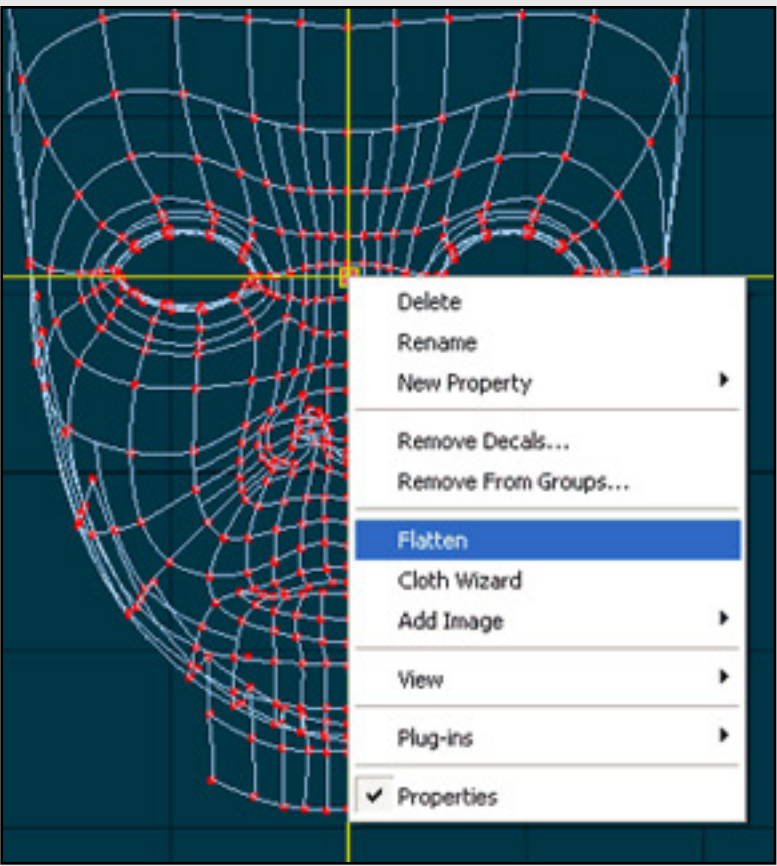 Delete
Rename
New Property
Remove Decals...
Remove From Groups...
Flatten
Cloth Wizard
Add Image
View
Plug-ins
Properties